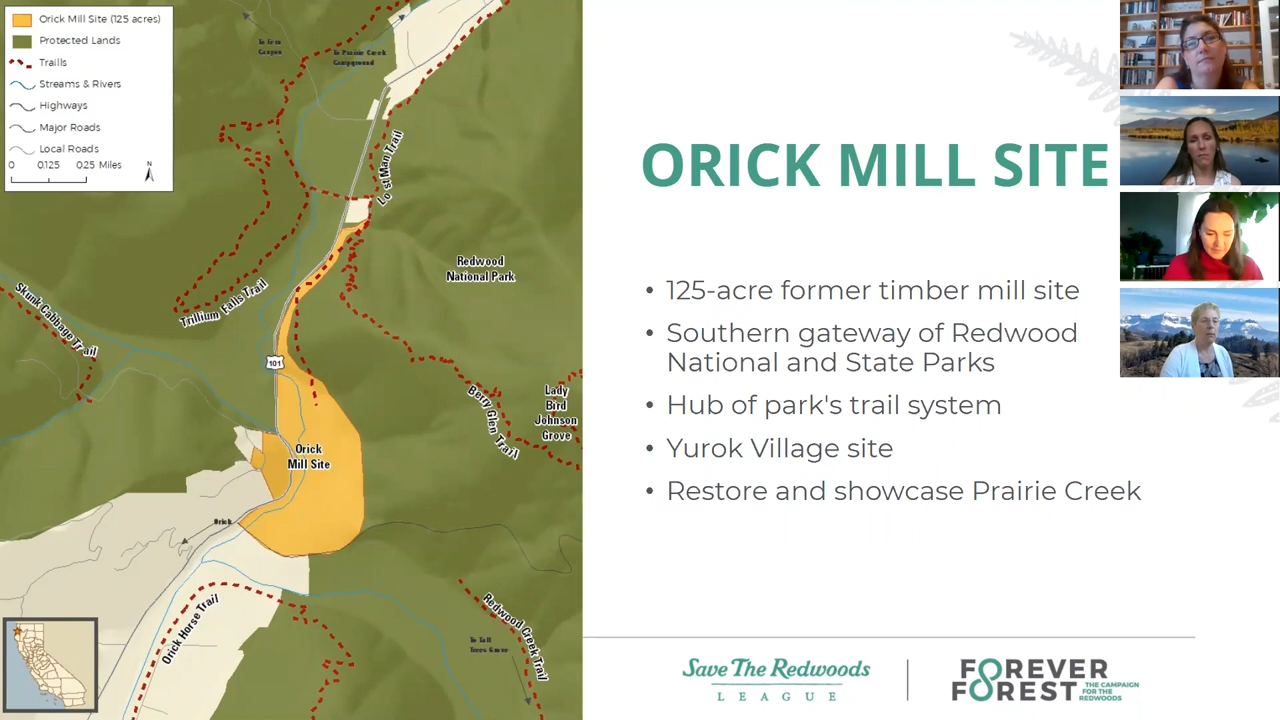 Orick Mill Site (125 acres)
Protected Lands
Traills
Streams & Rivers
Highways
Major Roads
Local Roads
0 0.125 025 Miles
N
To Fern
Canyon
To Prairie Creek
Campground
Lost Man Trail
Redwood
National Park
Trillium Falls Trail
Skunk Cabbage Trail
101
Berry Glen Trail
Lady
Bird
Johnson
Grove
Orick
Mill Site
Orick
Orick Horse Trail
Redwood Creek Trail
To Tall
Trees Grove
ORICK MILL SITE
• 125-acre former timber mill site
• Southern gateway of Redwood
National and State Parks
• Hub of park's trail system
• Yurok Village site
• Restore and showcase Prairie Creek
Save The Redwoods
LEAGUE
FOREVER
FOREST
THE CAMPAIGN
FOR THE
REDWOODS